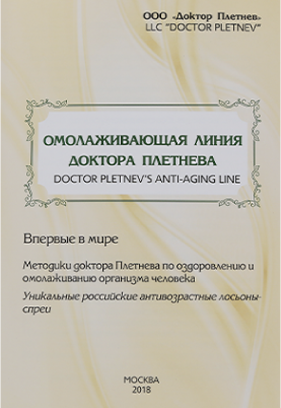 ООО «Доктор Плетнев»
LLC "DOCTOR PLETNEV"
ОМОЛАЖИВАЮЩАЯ ЛИНИЯ
ДОКТОРА ПЛЕТНЕВА
DOCTOR PLETNEV'S ANTI-AGING LINE
Впервые в мире
Методики доктора Плетнева по оздоровлению и
омолаживанию организма человека
Уникальные российские антивозрастные лосьоны-
спреи
МОСКВА
2018